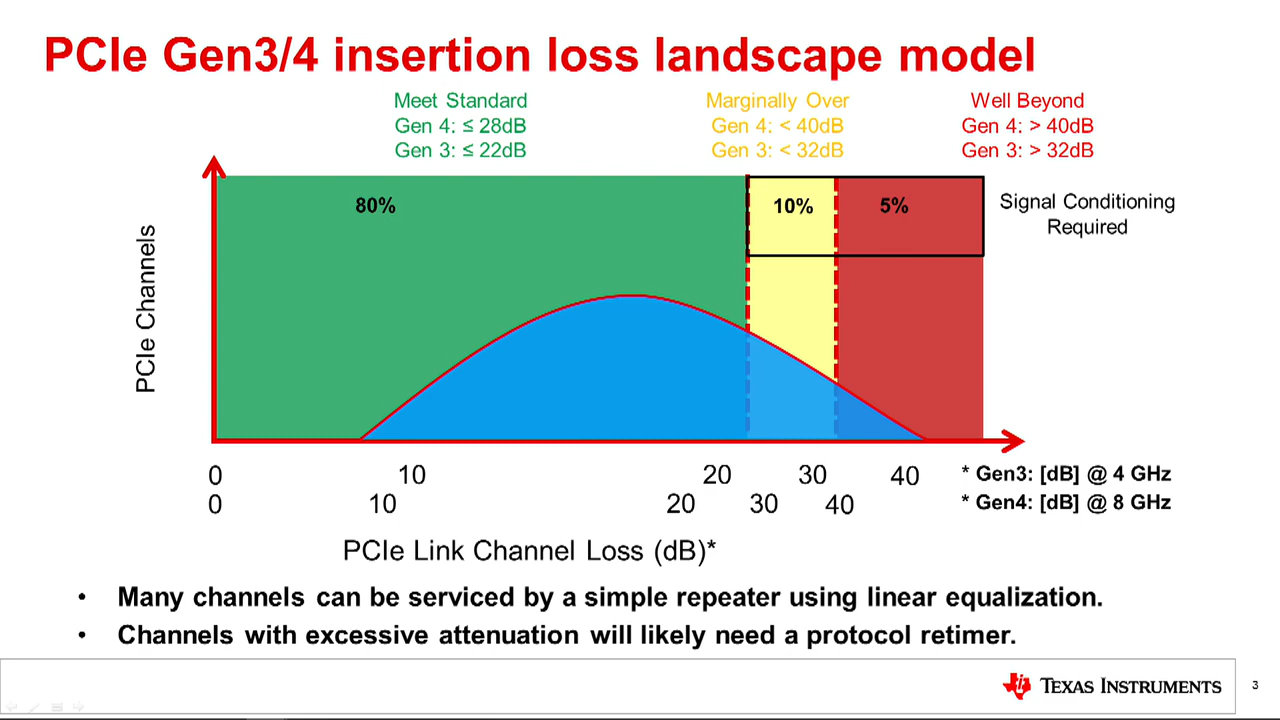 PCIe Gen3/4 insertion loss landscape model
Meet Standard
Gen 4: ≤ 28dB
Gen 3: ≤ 22dB
Marginally Over
Gen 4: < 40dB
Gen 3: < 32dB
Well Beyond
Gen 4: > 40dB
Gen 3: > 32dB
80%
10%
5%
Signal Conditioning
Required
PCIe Channels
0 10 20 30 40 * Gen3: [dB] @ 4 GHz
0 10 20 30 40 * Gen4: [dB] @ 8 GHz
PCIe Link Channel Loss (dB)*
• Many channels can be serviced by a simple repeater using linear equalization.
• Channels with excessive attenuation will likely need a protocol retimer.
TEXAS INSTRUMENTS
3